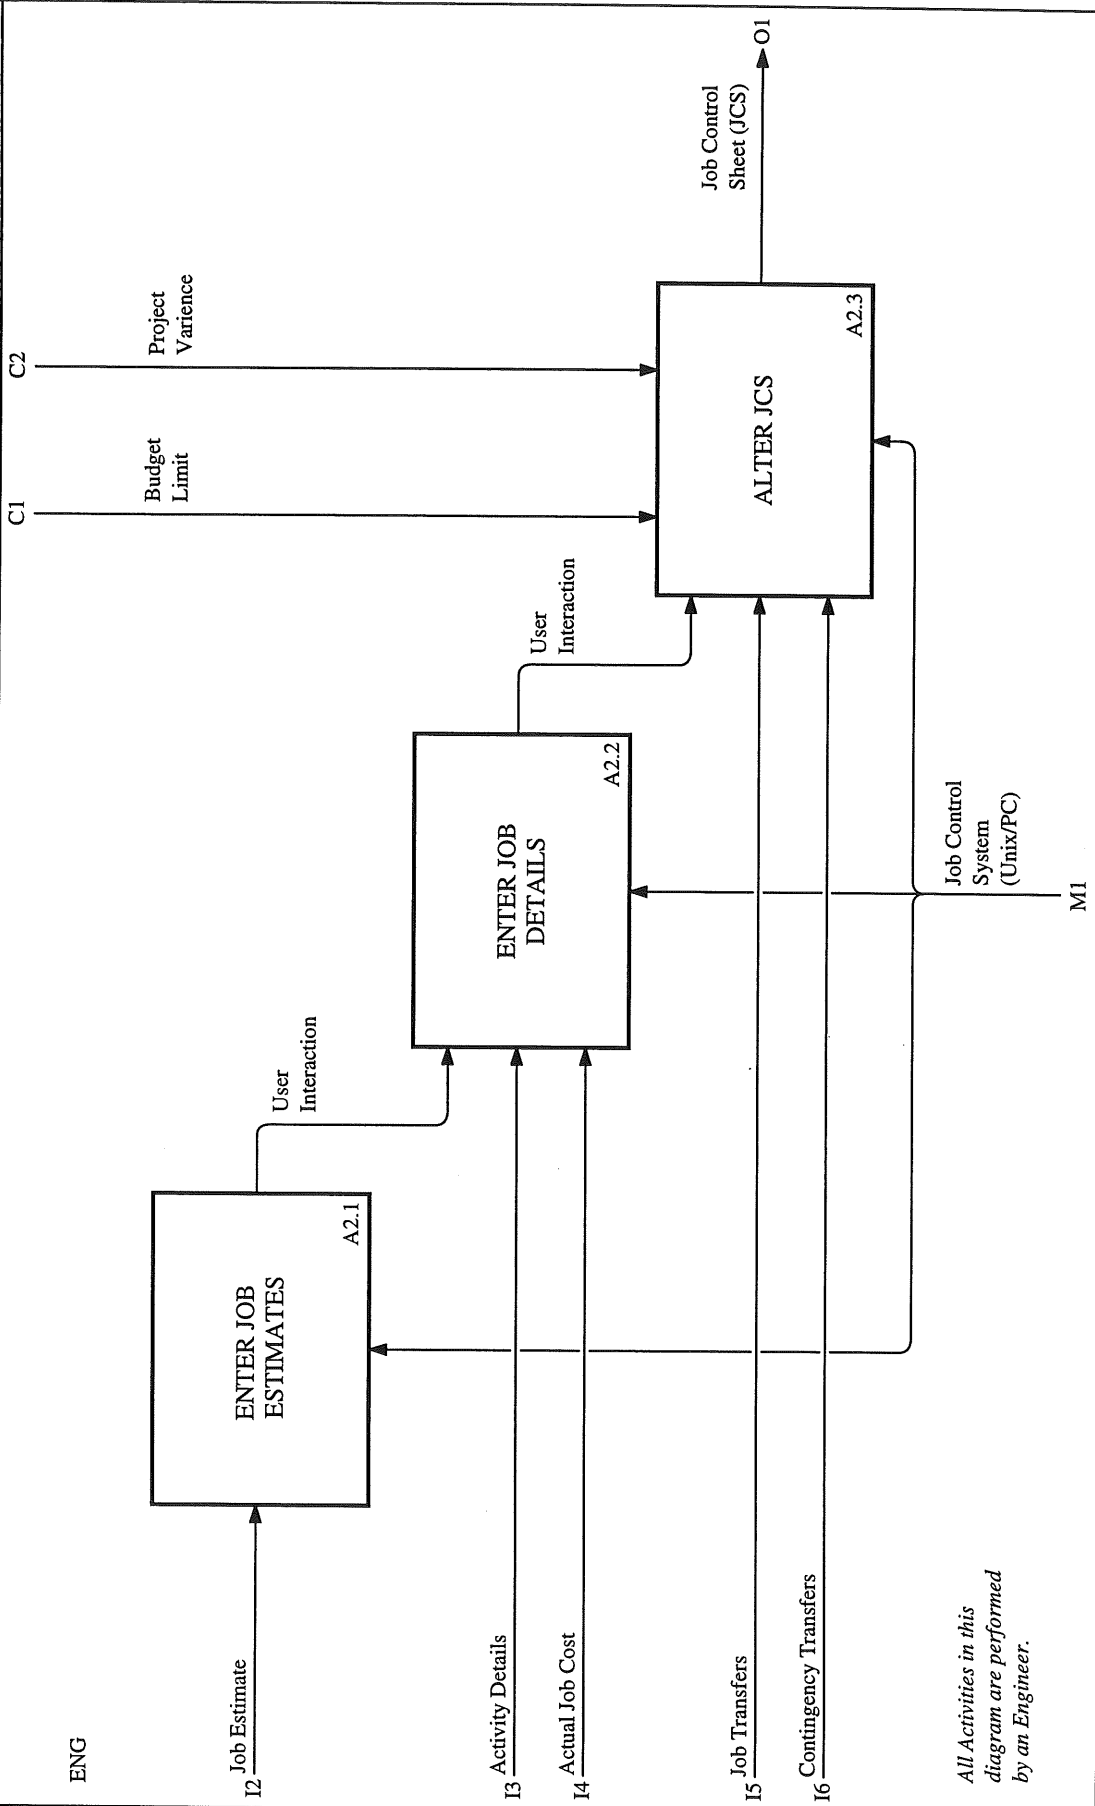 ENG
C1
C2
Budget
Limit
Project
Varience
I2
Job Estimate
ENTER JOB
ESTIMATES
A2.1
User
Interaction
I3
Activity Details
I4
Actual Job Cost
ENTER JOB
DETAILS
A2.2
User
Interaction
I5
Job Transfers
I6
Contingency Transfers
ALTER JCS
A2.3
Job Control
Sheet (JCS)
O1
Job Control
System
(Unix/PC)
M1
All Activities in this
diagram are performed
by an Engineer.